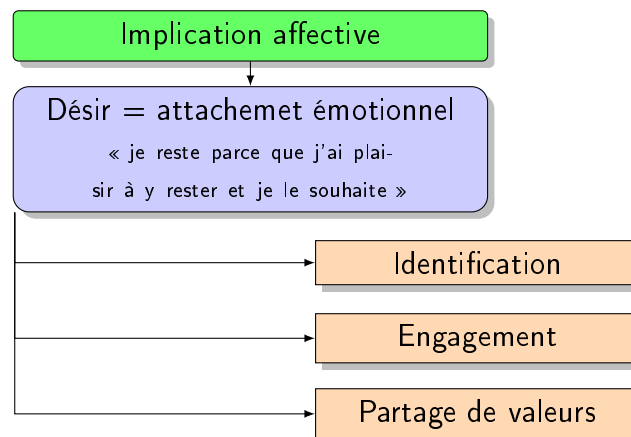 Implication affective
Désir = attachemet émotionnel
« je reste parce que j'ai plai-
sir à y rester et je le souhaite »
Identification
Engagement
Partage de valeurs